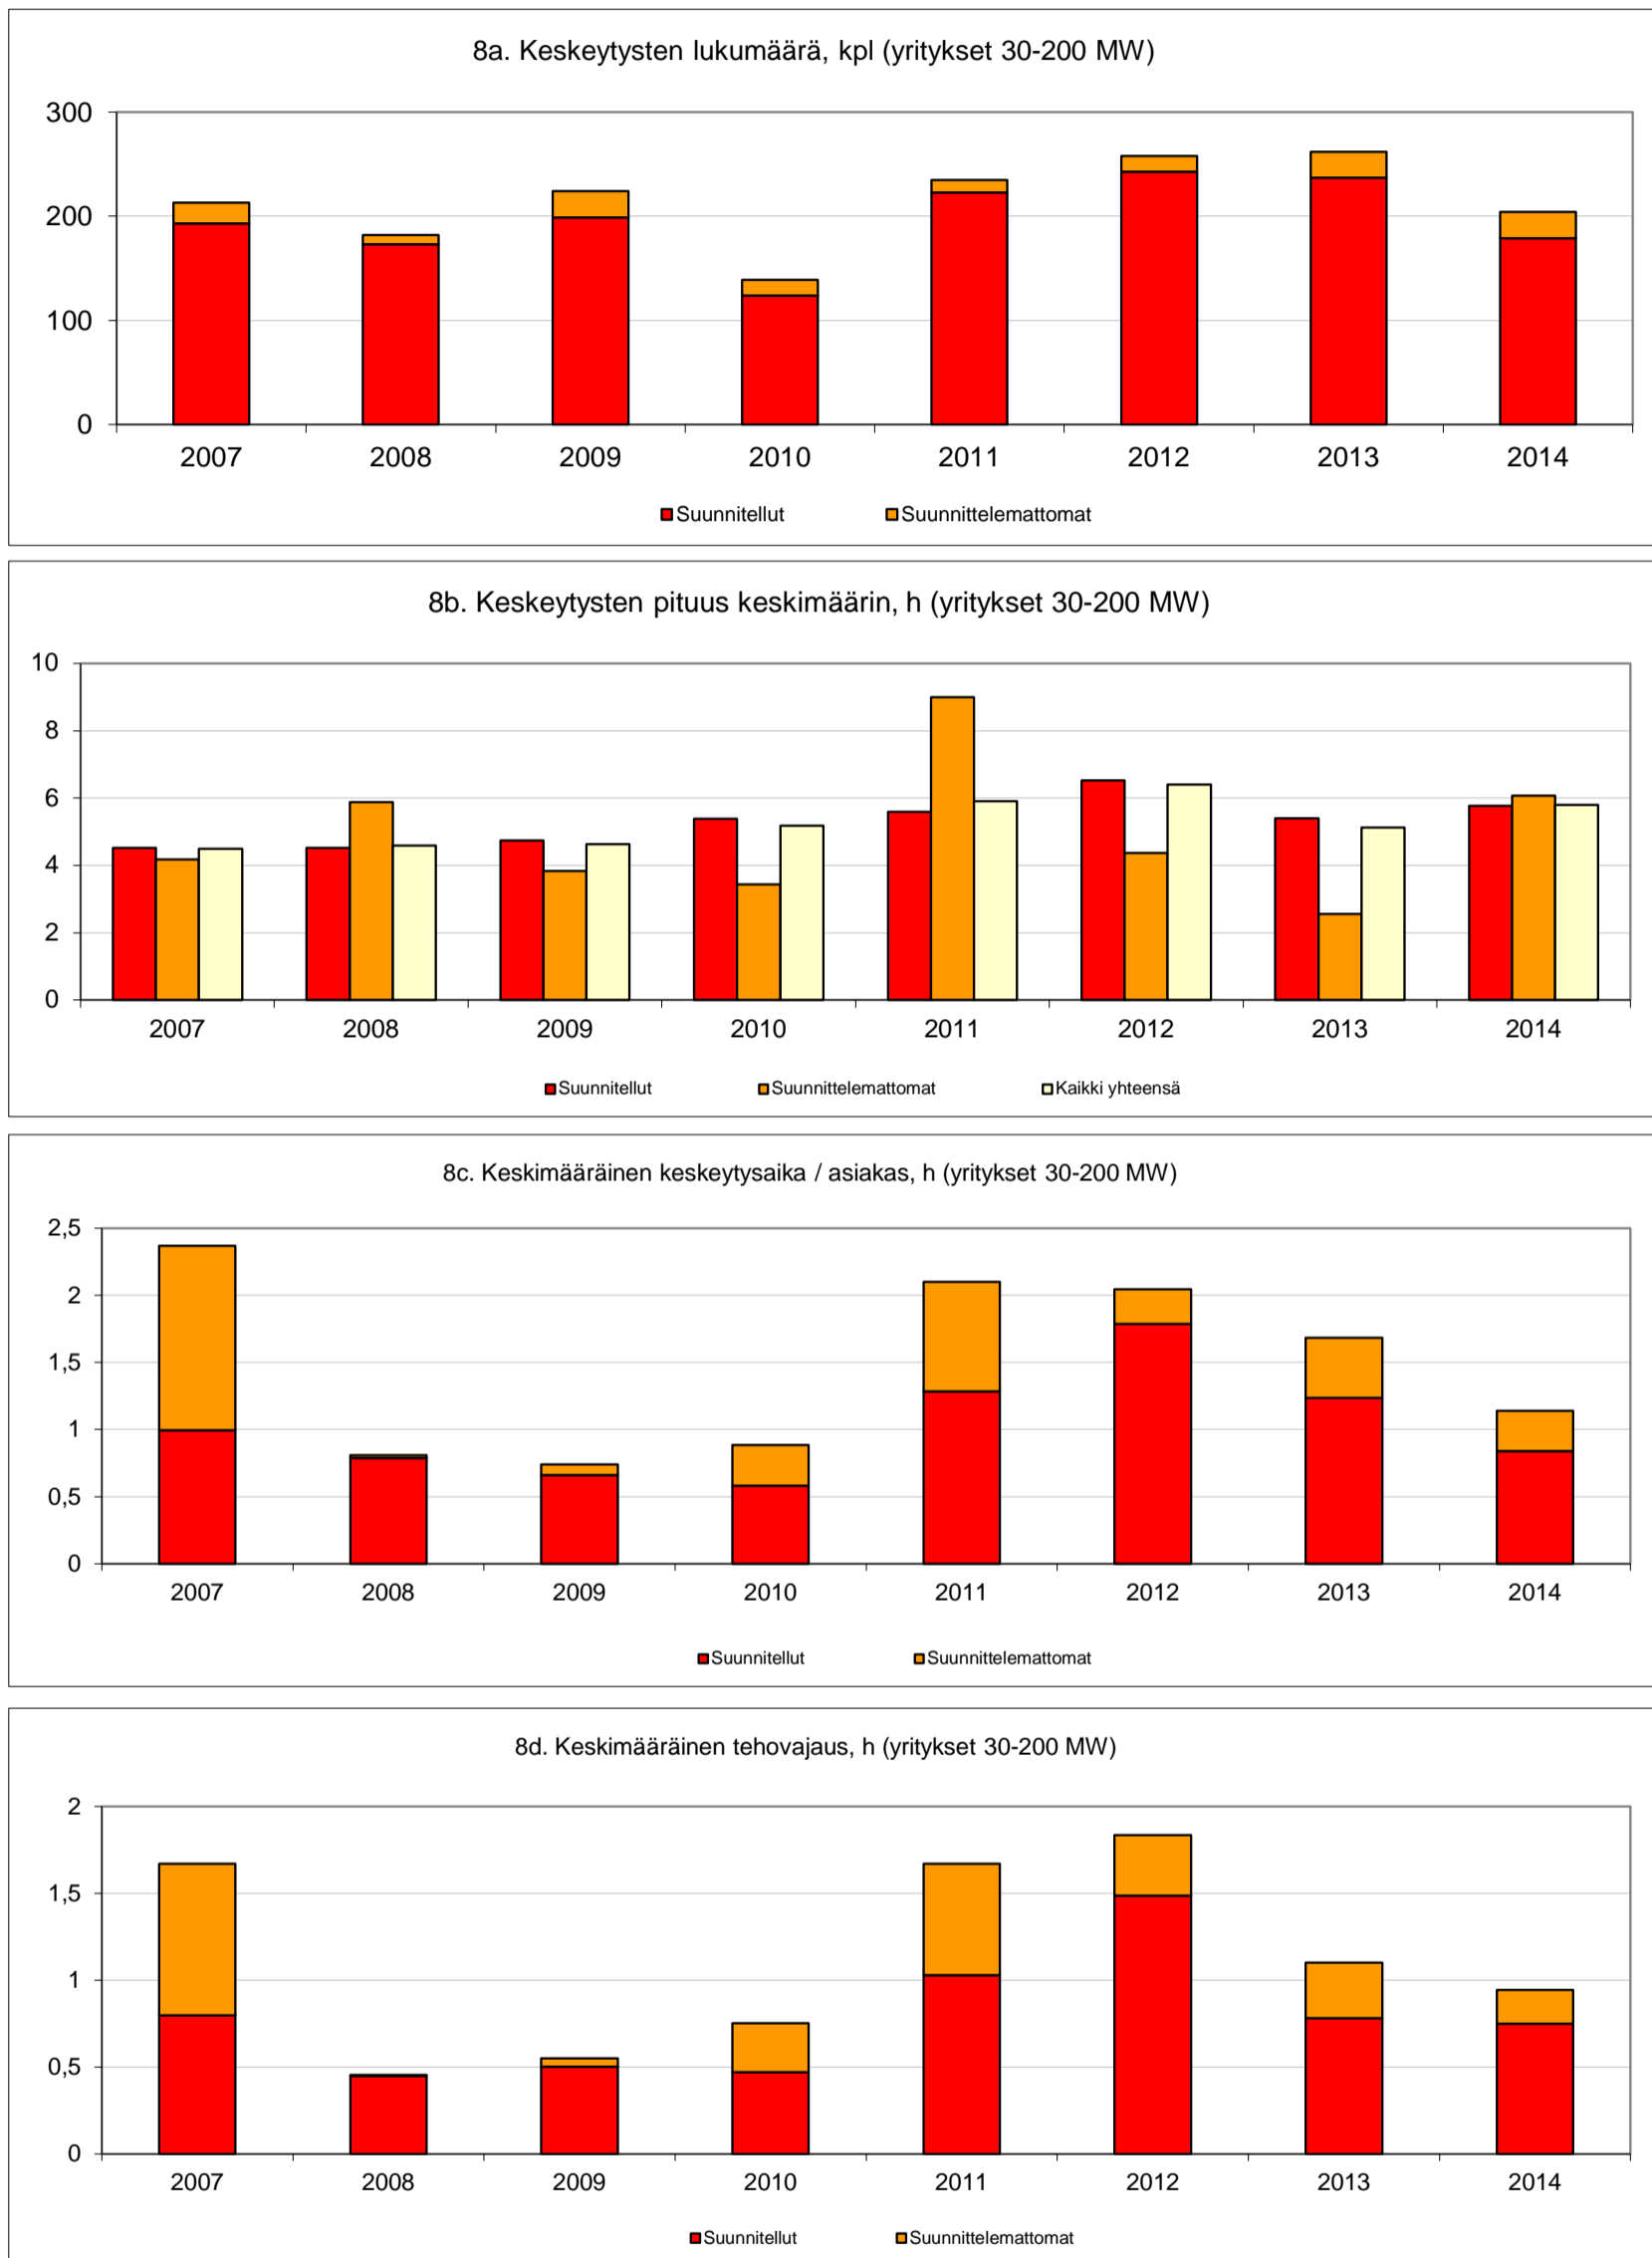 8a. Keskeytysten lukumäärä, kpl (yritykset 30-200 MW)
300
200
100
0
2007 2008 2009 2010 2011 2012 2013 2014
Suunnitellut Suunnittelemattomat
8b. Keskeytysten pituus keskimäärin, h (yritykset 30-200 MW)
10
8
6
4
2
0
2007 2008 2009 2010 2011 2012 2013 2014
Suunnitellut Suunnittelemattomat Kaikki yhteensä
8c. Keskimääräinen keskeytysaika / asiakas, h (yritykset 30-200 MW)
2,5
2
1,5
1
0,5
0
2007 2008 2009 2010 2011 2012 2013 2014
Suunnitellut Suunnittelemattomat
8d. Keskimääräinen tehovajaus, h (yritykset 30-200 MW)
2
1,5
1
0,5
0
2007 2008 2009 2010 2011 2012 2013 2014
Suunnitellut Suunnittelemattomat